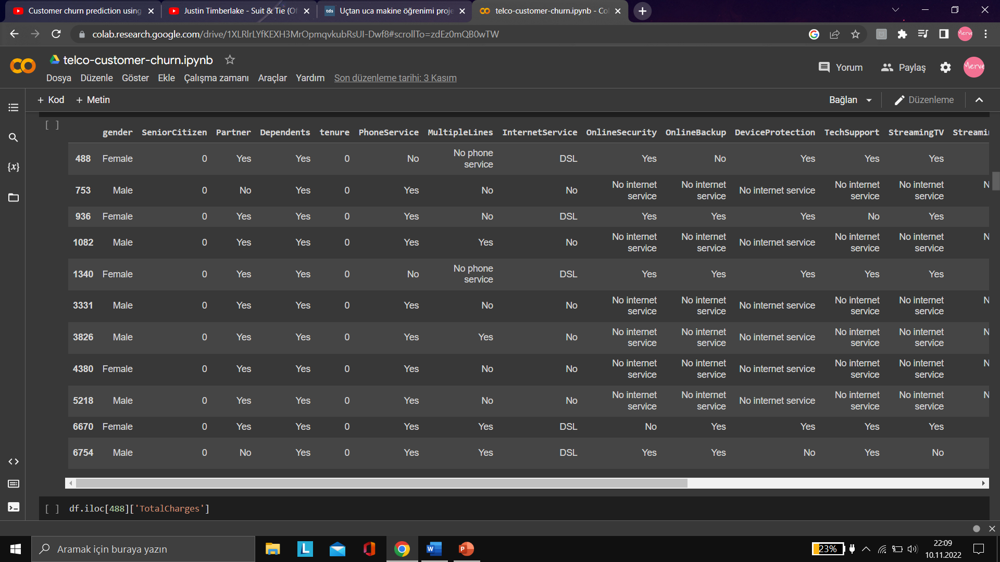 Customer churn prediction using
Justin Timberlake - Suit & Tie (Of
tds Uçtan uca makine öğrenimi proje
telco-customer-churn.ipynb - Co
colab.research.google.com/drive/1XLRlrLYfKEXH3MrOpmqvkubRsUI-Dwf8#scrollTo=zdEz0mQB0wTW
Merve
telco-customer-churn.ipynb
Yorum Paylaş Merve
Dosya Düzenle Göster Ekle Çalışma zamanı Araçlar Yardım Son düzenleme tarihi: 3 Kasım
+ Kod + Metin Bağlan Düzenleme
[ ]
gender SeniorCitizen Partner Dependents tenure PhoneService MultipleLines InternetService OnlineSecurity OnlineBackup DeviceProtection TechSupport StreamingTV Streami
488 Female 0 Yes Yes 0 No No phone service DSL Yes No Yes Yes Yes
753 Male 0 No Yes 0 Yes No No No internet service No internet service No internet service No internet service No internet service N
936 Female 0 Yes Yes 0 Yes No DSL Yes Yes Yes No Yes
1082 Male 0 Yes Yes 0 Yes Yes No No internet service No internet service No internet service No internet service No internet service N
1340 Female 0 Yes Yes 0 No No phone service DSL Yes Yes Yes Yes Yes
3331 Male 0 Yes Yes 0 Yes No No No internet service No internet service No internet service No internet service No internet service N
3826 Male 0 Yes Yes 0 Yes Yes No No internet service No internet service No internet service No internet service No internet service N
4380 Female 0 Yes Yes 0 Yes No No No internet service No internet service No internet service No internet service No internet service N
5218 Male 0 Yes Yes 0 Yes No No No internet service No internet service No internet service No internet service No internet service N
6670 Female 0 Yes Yes 0 Yes Yes DSL No Yes Yes Yes Yes
6754 Male 0 No Yes 0 Yes Yes DSL Yes Yes No Yes No
[ ] df.iloc[488]['TotalCharges']
Aramak için buraya yazın
23%
22:09
10.11.2022